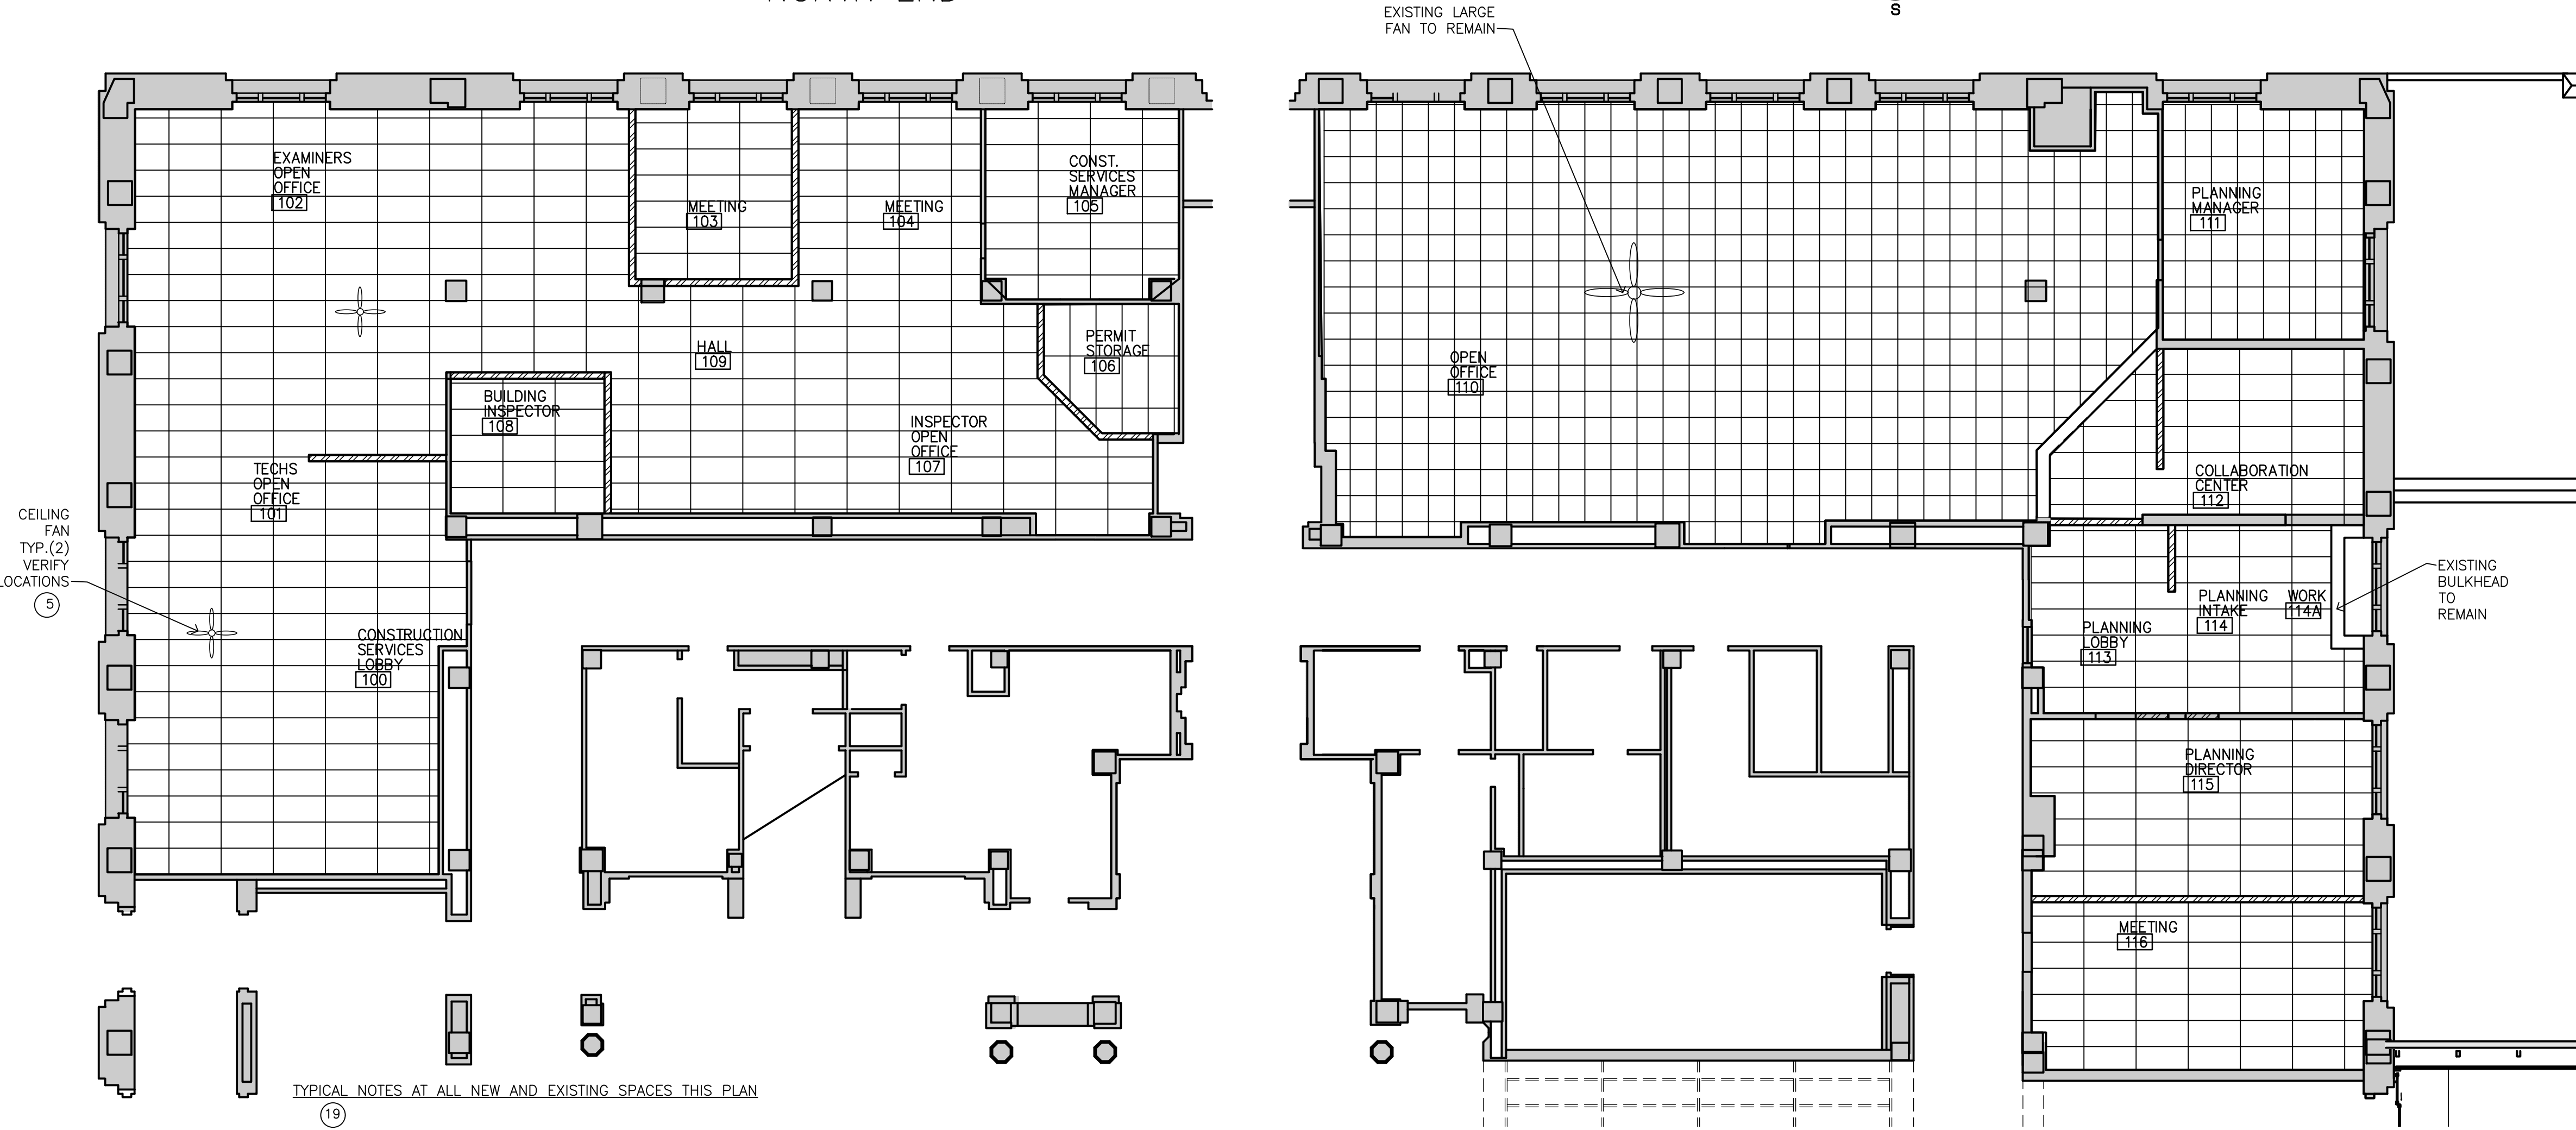 EXISTING LARGE
FAN TO REMAIN
S
EXAMINERS
OPEN
OFFICE
102
MEETING
103
MEETING
104
CONST.
SERVICES
MANAGER
105
PERMIT
STORAGE
106
HALL
109
BUILDING
INSPECTOR
108
INSPECTOR
OPEN
OFFICE
107
TECHS
OPEN
OFFICE
101
CEILING
FAN
TYP.(2)
VERIFY
LOCATIONS
5
CONSTRUCTION
SERVICES
LOBBY
100
OPEN
OFFICE
110
PLANNING
MANAGER
111
COLLABORATION
CENTER
112
PLANNING
LOBBY
113
PLANNING
INTAKE
114
WORK
114A
EXISTING
BULKHEAD
TO
REMAIN
PLANNING
DIRECTOR
115
MEETING
116
TYPICAL NOTES AT ALL NEW AND EXISTING SPACES THIS PLAN
19